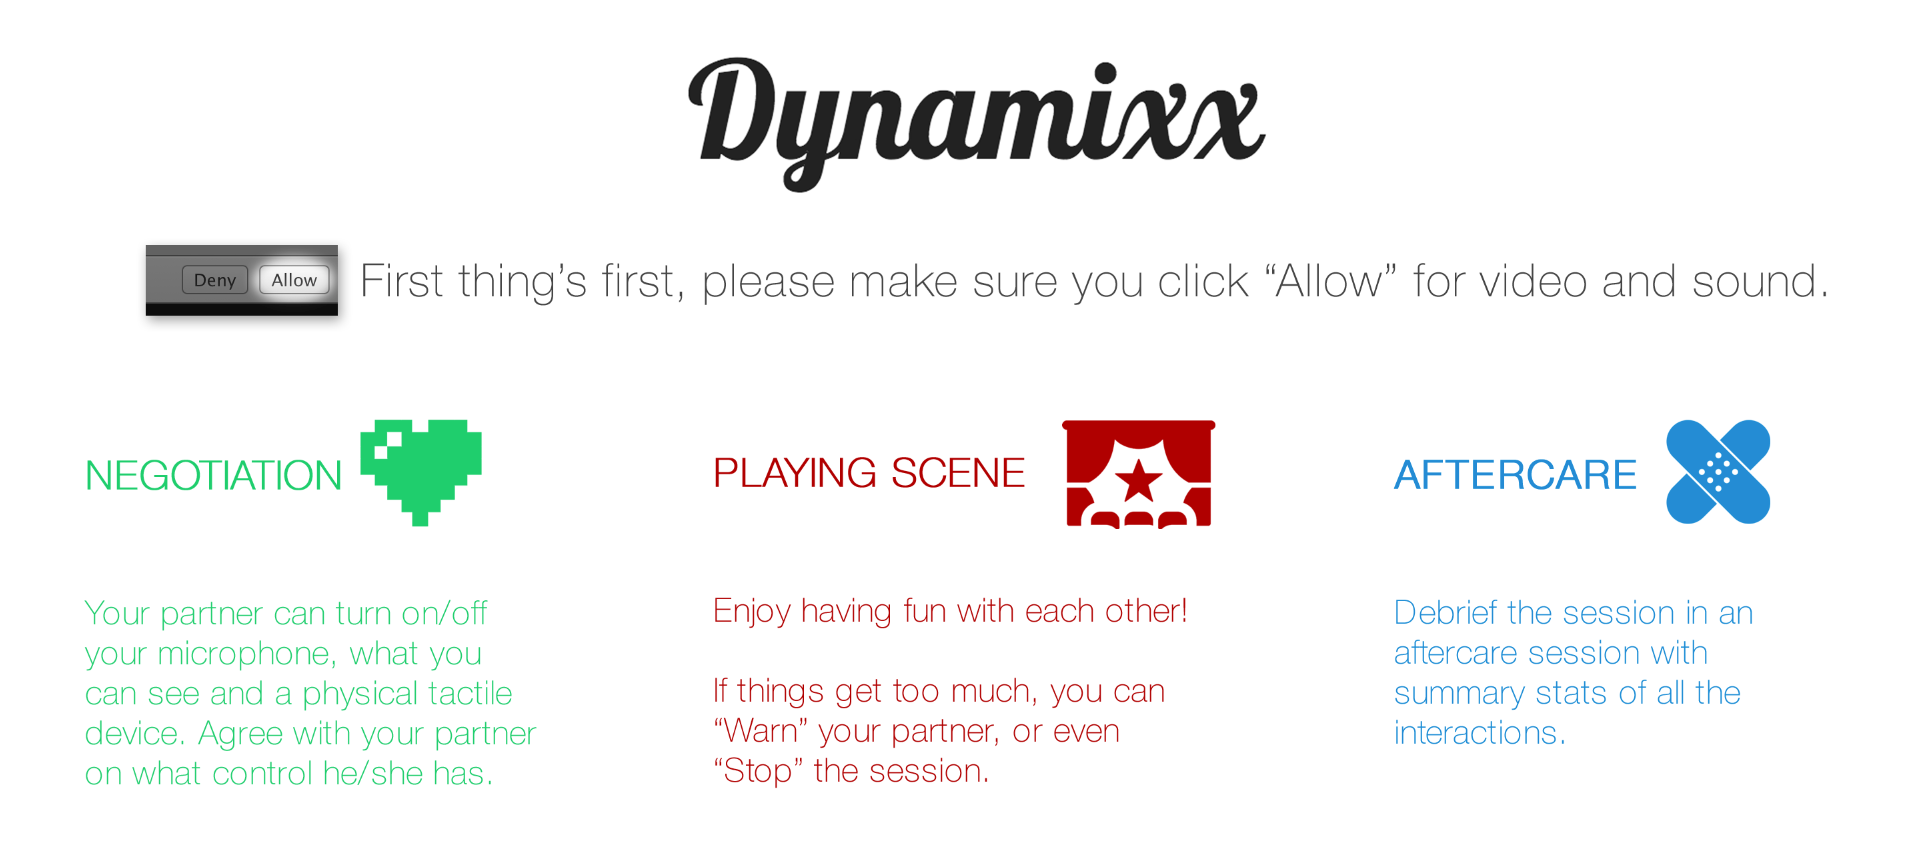 Dynamixx
Deny Allow
First thing’s first, please make sure you click “Allow” for video and sound.
NEGOTIATION
Your partner can turn on/off
your microphone, what you
can see and a physical tactile
device. Agree with your partner
on what control he/she has.
PLAYING SCENE
Enjoy having fun with each other!
If things get too much, you can
“Warn” your partner, or even
“Stop” the session.
AFTERCARE
Debrief the session in an
aftercare session with
summary stats of all the
interactions.